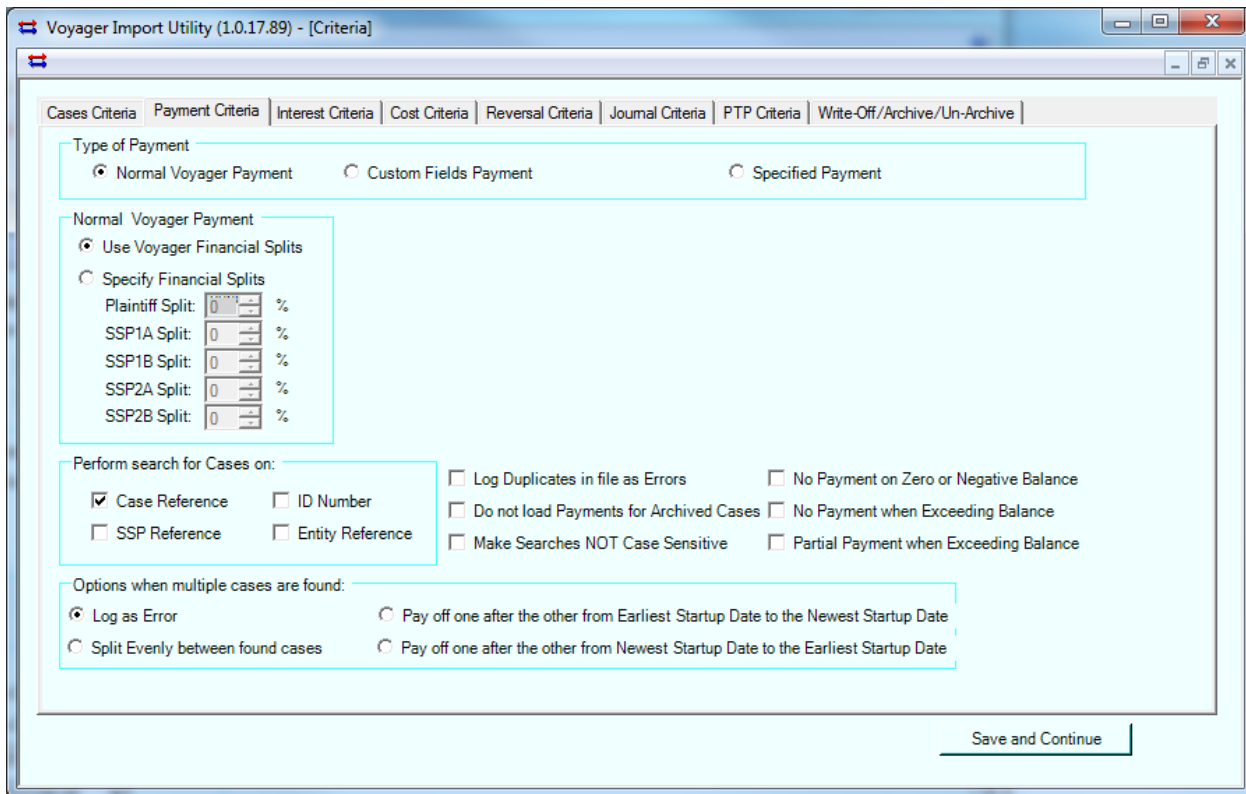 Voyager Import Utility (1.0.17.89) - [Criteria]
Cases Criteria Payment Criteria Interest Criteria Cost Criteria Reversal Criteria Journal Criteria PTP Criteria Write-Off/Archive/Un-Archive
Type of Payment
Normal Voyager Payment Custom Fields Payment Specified Payment
Normal Voyager Payment
Use Voyager Financial Splits
Specify Financial Splits
Plaintiff Split: 0 %
SSP1A Split: 0 %
SSP1B Split: 0 %
SSP2A Split: 0 %
SSP2B Split: 0 %
Perform search for Cases on:
Case Reference ID Number
SSP Reference Entity Reference
Log Duplicates in file as Errors No Payment on Zero or Negative Balance
Do not load Payments for Archived Cases No Payment when Exceeding Balance
Make Searches NOT Case Sensitive Partial Payment when Exceeding Balance
Options when multiple cases are found:
Log as Error Pay off one after the other from Earliest Startup Date to the Newest Startup Date
Split Evenly between found cases Pay off one after the other from Newest Startup Date to the Earliest Startup Date
Save and Continue